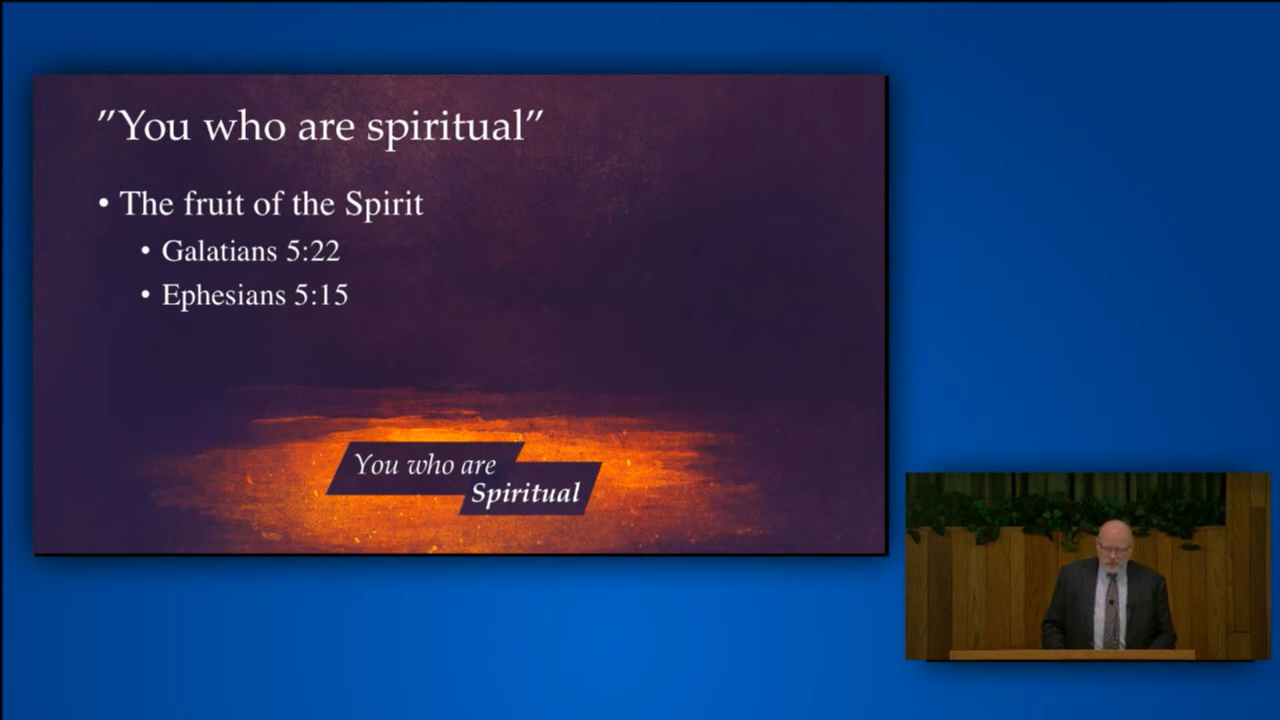 ”You who are spiritual”
• The fruit of the Spirit
• Galatians 5:22
• Ephesians 5:15
You who are
Spiritual